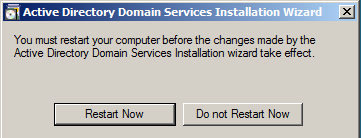 Active Directory Domain Services Installation Wizard
You must restart your computer before the changes made by the
Active Directory Domain Services Installation wizard take effect.
Restart Now
Do not Restart Now